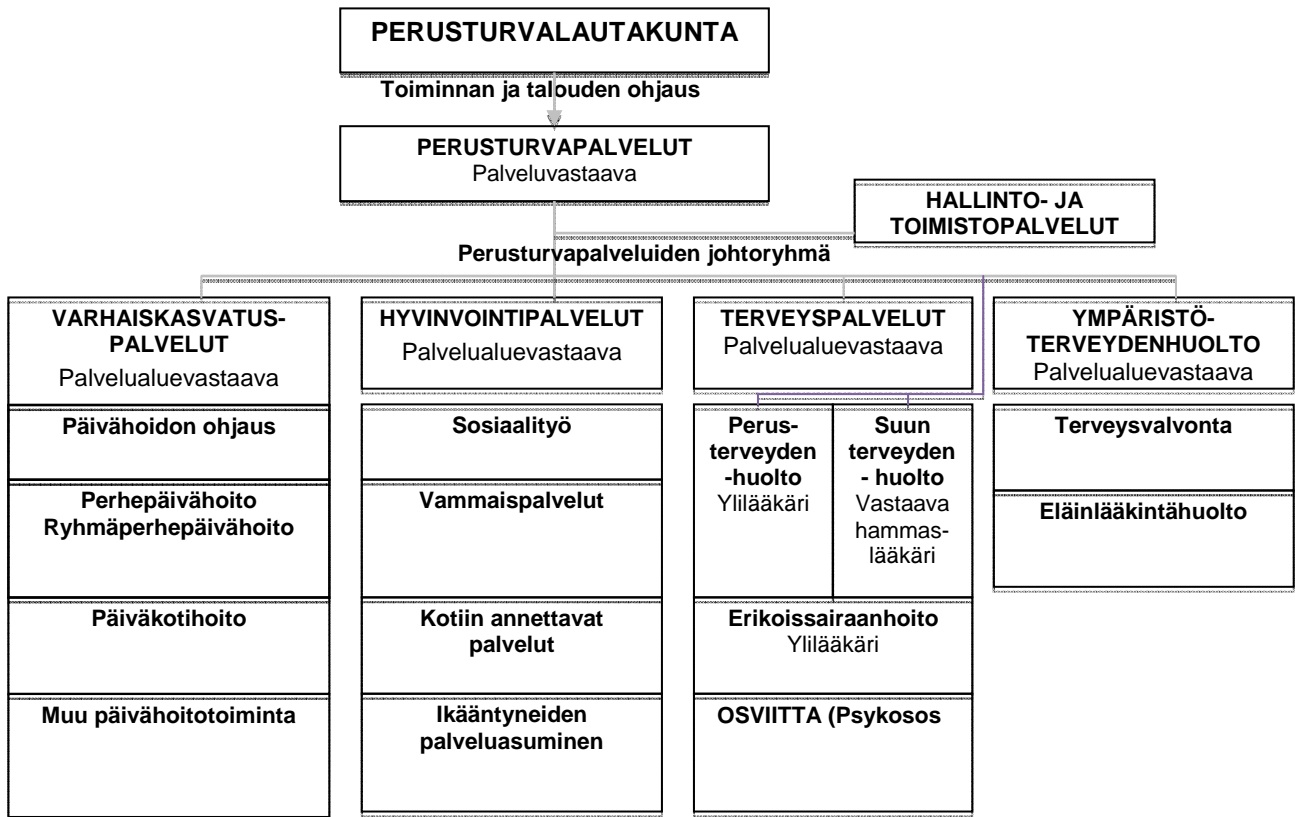 PERUSTURVALAUTAKUNTA
Toiminnan ja talouden ohjaus
PERUSTURVAPALVELUT
Palveluvastaava
HALLINTO- JA
TOIMISTOPALVELUT
Perusturvapalveluiden johtoryhmä
VARHAISKASVATUS-
PALVELUT
Palvelualuevastaava
Päivähoidon ohjaus
Perhepäivähoito
Ryhmäperhepäivähoito
Päiväkotihoito
Muu päivähoitotoiminta
HYVINVOINTIPALVELUT
Palvelualuevastaava
Sosiaalityö
Vammaispalvelut
Kotiin annettavat
palvelut
Ikääntyneiden
palveluasuminen
TERVEYSPALVELUT
Palvelualuevastaava
Perus-
terveyden
-huolto
Ylilääkäri
Suun
terveyden
- huolto
Vastaava
hammas-
lääkäri
Erikoissairaanhoito
Ylilääkäri
OSVIITTA (Psykosos
YMPÄRISTÖ-
TERVEYDENHUOLTO
Palvelualuevastaava
Terveysvalvonta
Eläinlääkintähuolto